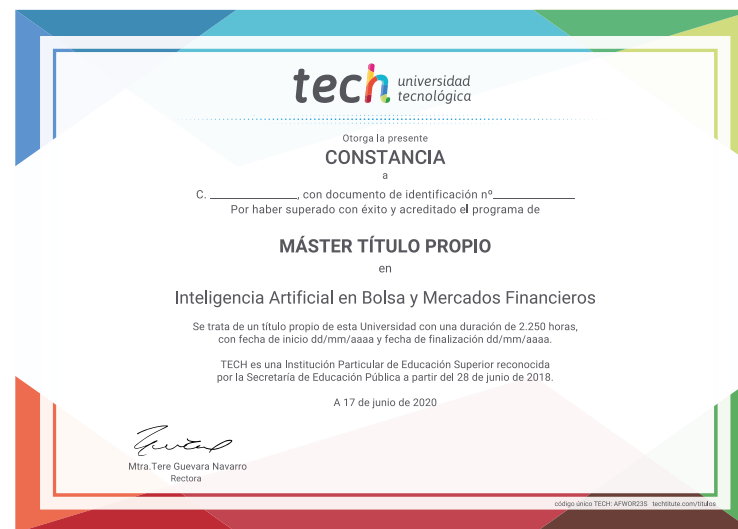 tech universidad
tecnológica
Otorga la presente
CONSTANCIA
a
C. ______________, con documento de identificación nº______________
Por haber superado con éxito y acreditado el programa de
MÁSTER TÍTULO PROPIO
en
Inteligencia Artificial en Bolsa y Mercados Financieros
Se trata de un título propio de esta Universidad con una duración de 2.250 horas,
con fecha de inicio dd/mm/aaaa y fecha de finalización dd/mm/aaaa.
TECH es una Institución Particular de Educación Superior reconocida
por la Secretaría de Educación Pública a partir del 28 de junio de 2018.
A 17 de junio de 2020
Mtra.Tere Guevara Navarro
Rectora
código único TECH: AFWOR23S techtitute.com/títulos